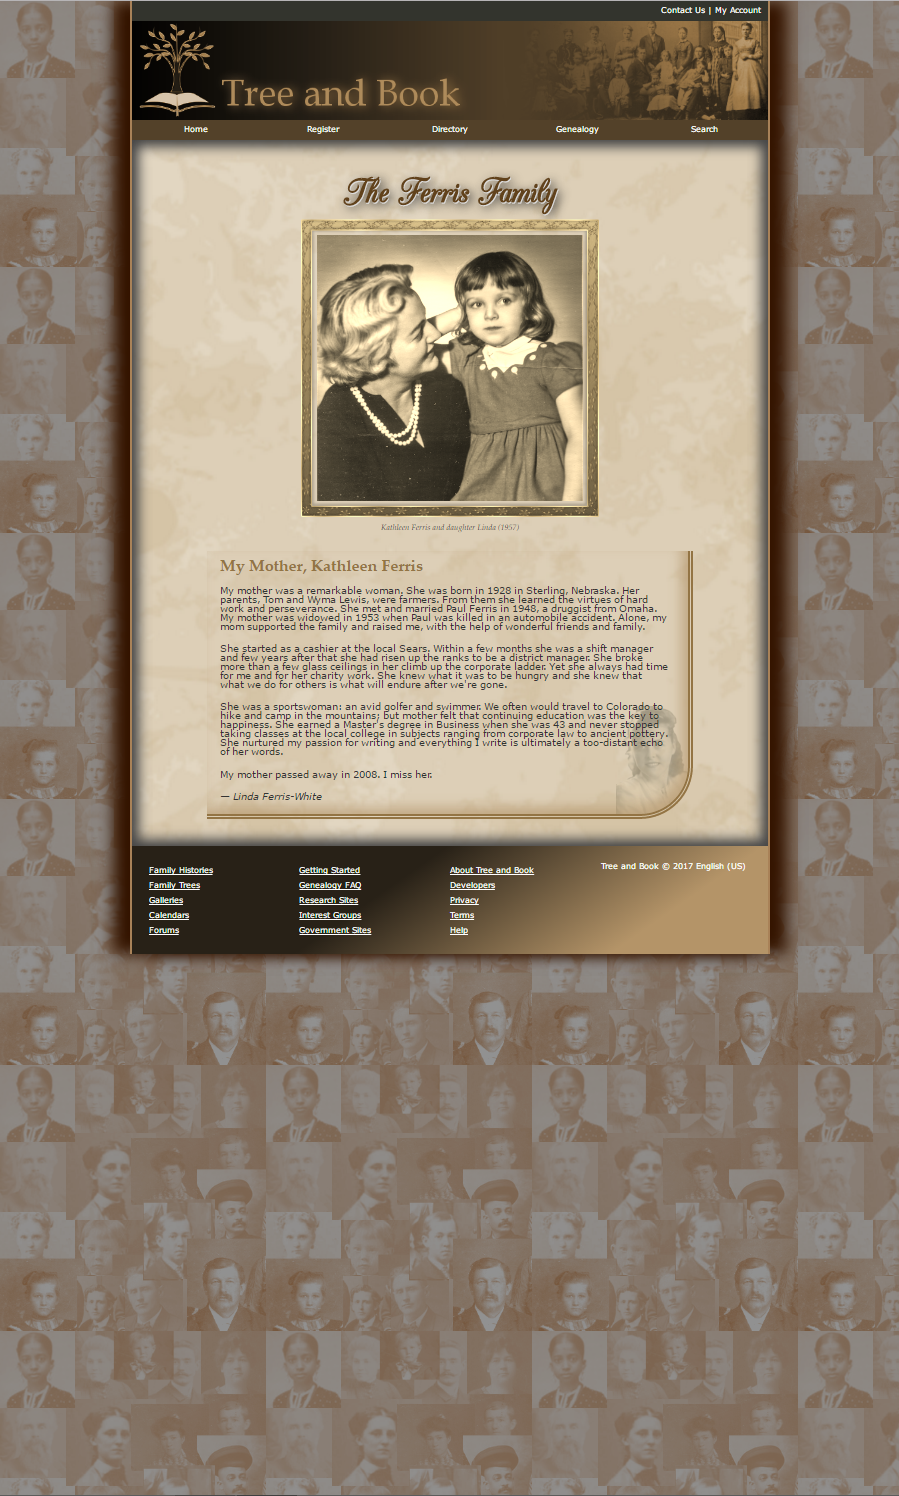 Contact Us | My Account
Tree and Book
Home Register Directory Genealogy Search
The Ferris Family
Kathleen Ferris and daughter Linda (1957)
My Mother, Kathleen Ferris
My mother was a remarkable woman. She was born in 1928 in Sterling, Nebraska. Her
parents, Tom and Wyma Lewis, were farmers. From them she learned the virtues of hard
work and perseverance. She met and married Paul Ferris in 1948, a druggist from Omaha.
My mother was widowed in 1953 when Paul was killed in an automobile accident. Alone, my
mom supported the family and raised me, with the help of wonderful friends and family.
She started as a cashier at the local Sears. Within a few months she was a shift manager
and few years after that she had risen up the ranks to be a district manager. She broke
more than a few glass ceilings in her climb up the corporate ladder. Yet she always had time
for me and for her charity work. She knew what it was to be hungry and she knew that
what we do for others is what will endure after we're gone.
She was a sportswoman: an avid golfer and swimmer. We often would travel to Colorado to
hike and camp in the mountains; but mother felt that continuing education was the key to
happiness. She earned a Master's degree in Business when she was 43 and never stopped
taking classes at the local college in subjects ranging from corporate law to ancient pottery.
She nurtured my passion for writing and everything I write is ultimately a too-distant echo
of her words.
My mother passed away in 2008. I miss her.
— Linda Ferris-White
Family Histories
Family Trees
Galleries
Calendars
Forums
Getting Started
Genealogy FAQ
Research Sites
Interest Groups
Government Sites
About Tree and Book
Developers
Privacy
Terms
Help
Tree and Book © 2017 English (US)